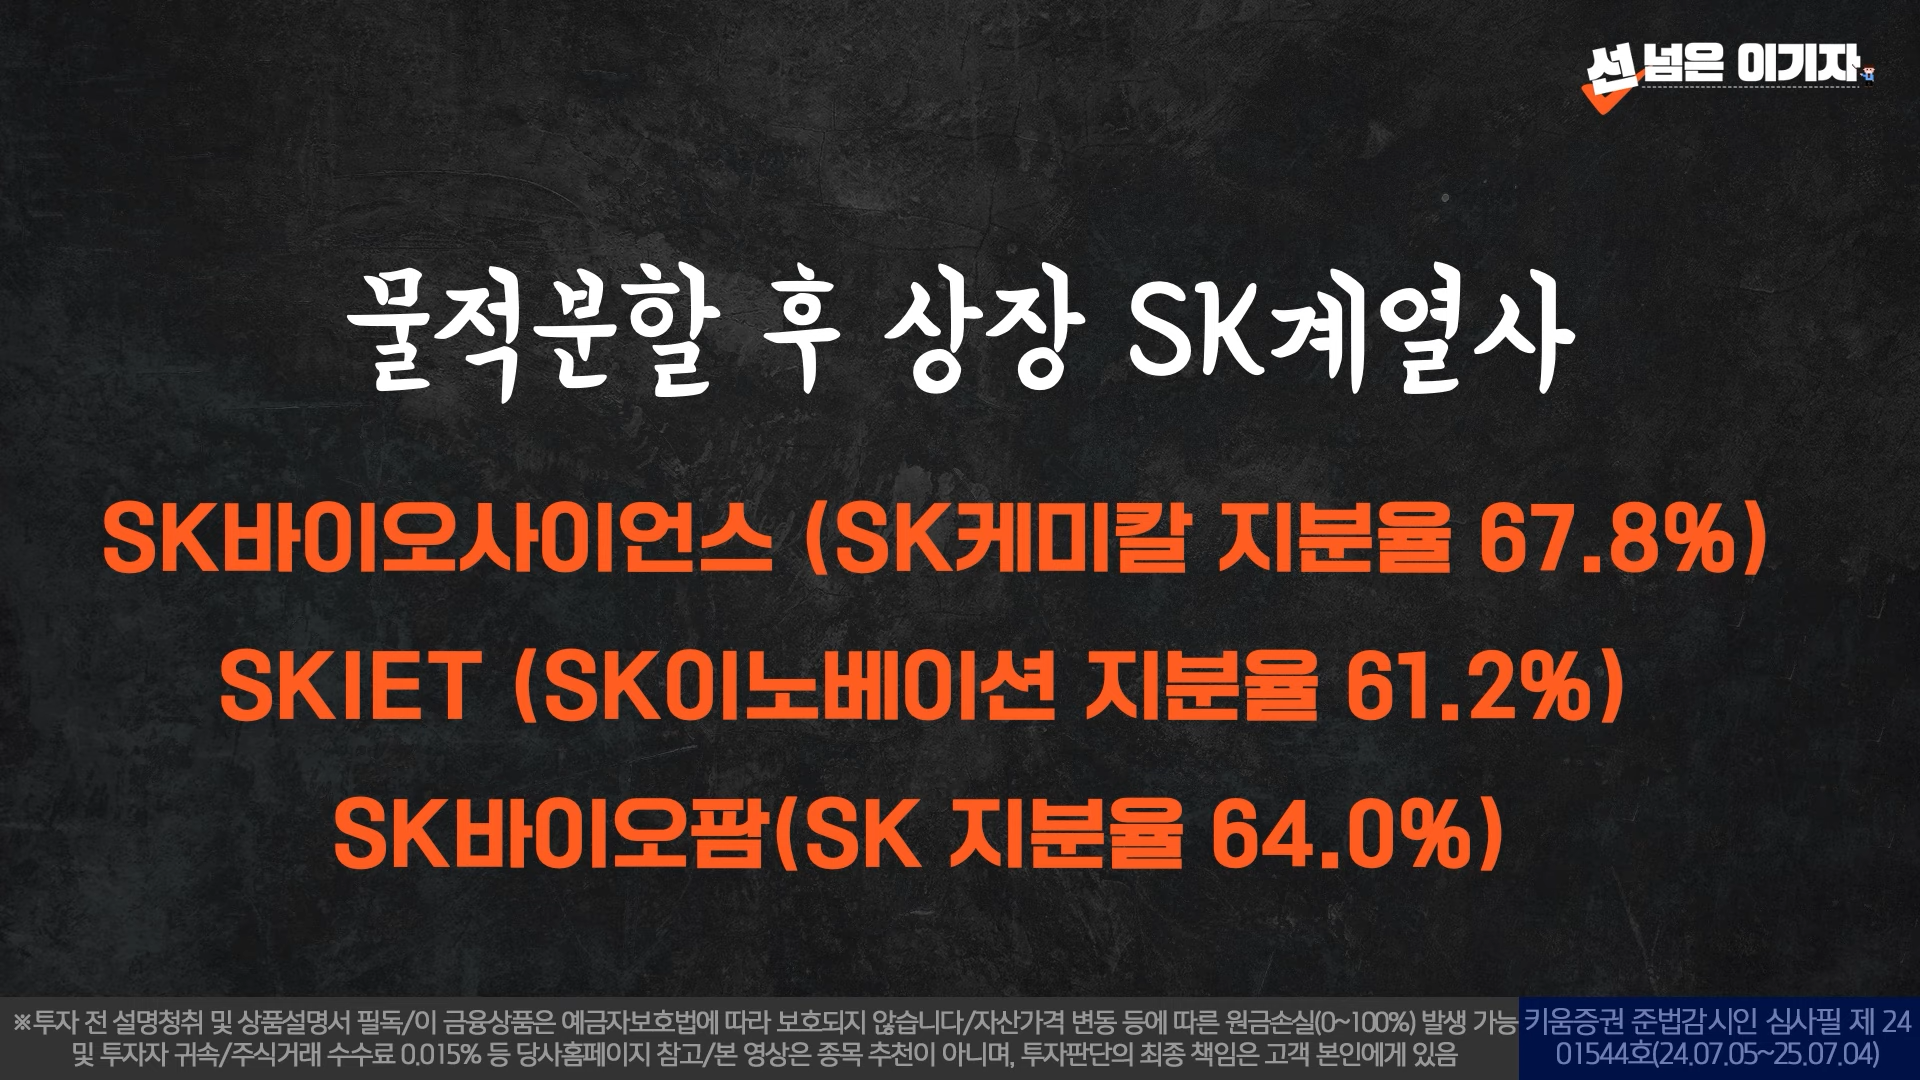 선 넘은 이기자
물적분할 후 상장 SK계열사
SK바이오사이언스 (SK케미칼 지분율 67.8%)
SKIET (SK이노베이션 지분율 61.2%)
SK바이오팜(SK 지분율 64.0%)
※투자 전 설명청취 및 상품설명서 필독/이 금융상품은 예금자보호법에 따라 보호되지 않습니다/자산가격 변동 등에 따른 원금손실(0~100%) 발생 가능
및 투자자 귀속/주식거래 수수료 0.015% 등 당사홈페이지 참고/본 영상은 종목 추천이 아니며, 투자판단의 최종 책임은 고객 본인에게 있음
키움증권 준법감시인 심사필 제 24
01544호(24.07.05~25.07.04)